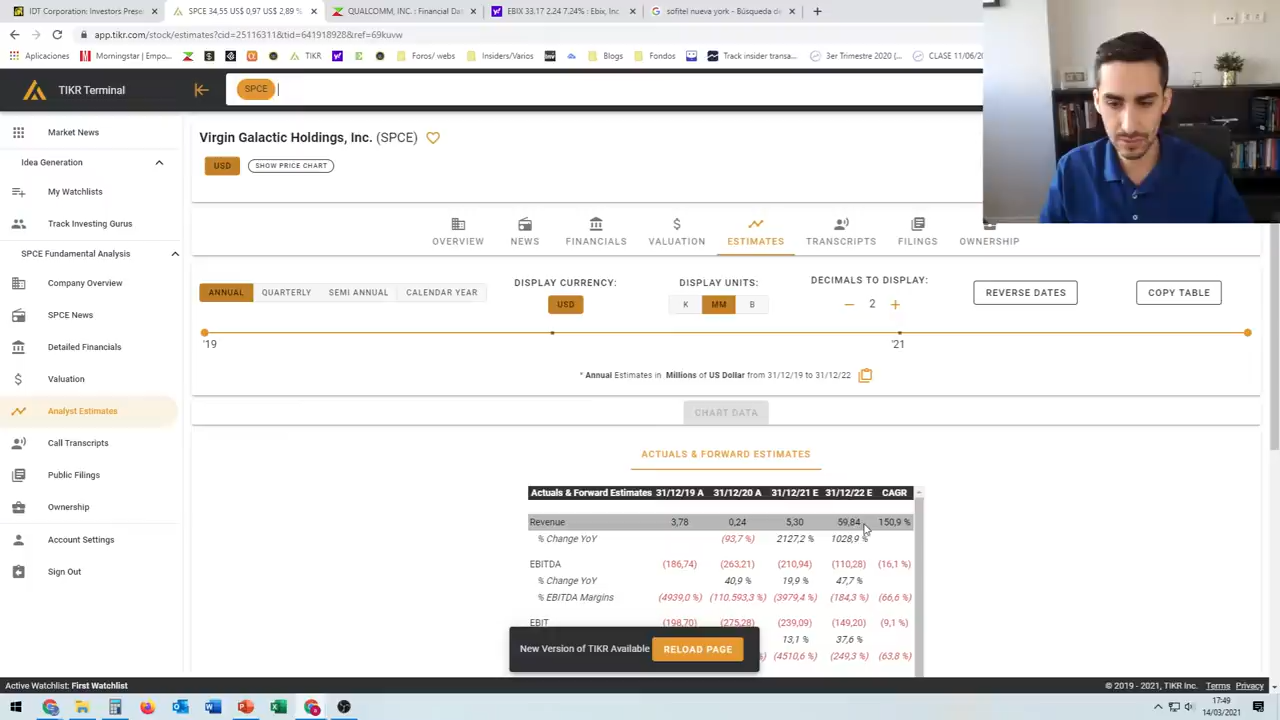 IDT Corporation: Investors Presen
SPCE 34,55 US$ 0,97 US$ 2,89 %
QUALCOMM, INC. : Financial Da
EBIX 33.17 2.24 7.24% : Ebix, Inc
sofitel nueva york - Búsqueda de
app.tikr.com/stock/estimates?cid=25116311&tid=641918928&ref=69kuvw
Aplicaciones
Morningstar | Empo...
TIKR
Foros/ webs
Insiders/Varios
Blogs
Fondos
Track insider transa...
3er Trimestre 2020 (...
CLASE 11/06/20
TIKR Terminal
SPCE
Market News
Idea Generation
My Watchlists
Track Investing Gurus
SPCE Fundamental Analysis
Company Overview
SPCE News
Detailed Financials
Valuation
Analyst Estimates
Call Transcripts
Public Filings
Ownership
Account Settings
Sign Out
Virgin Galactic Holdings, Inc. (SPCE)
USD SHOW PRICE CHART
OVERVIEW NEWS FINANCIALS VALUATION ESTIMATES TRANSCRIPTS FILINGS OWNERSHIP
ANNUAL QUARTERLY SEMI ANNUAL CALENDAR YEAR
DISPLAY CURRENCY:
USD
DISPLAY UNITS:
K MM B
DECIMALS TO DISPLAY:
2
REVERSE DATES
COPY TABLE
'19 '21
* Annual Estimates in Millions of US Dollar from 31/12/19 to 31/12/22
CHART DATA
ACTUALS & FORWARD ESTIMATES
Actuals & Forward Estimates 31/12/19 A 31/12/20 A 31/12/21 E 31/12/22 E CAGR
Revenue 3,78 0,24 5,30 59,84 150,9 %
% Change YoY (93,7 %) 2127,2 % 1028,9 %
EBITDA (186,74) (263,21) (210,94) (110,28) (16,1 %)
% Change YoY 40,9 % 19,9 % 47,7 %
% EBITDA Margins (4939,0 %) (110.593,3 %) (3979,4 %) (184,3 %) (66,6 %)
EBIT (198,70) (275,28) (239,09) (149,20) (9,1 %)
13,1 % 37,6 %
(4510,6 %) (249,3 %) (63,8 %)
New Version of TIKR Available RELOAD PAGE
Active Watchlist: First Watchlist
© 2019 - 2021, TIKR Inc. Terms Privacy
17:49
14/03/2021